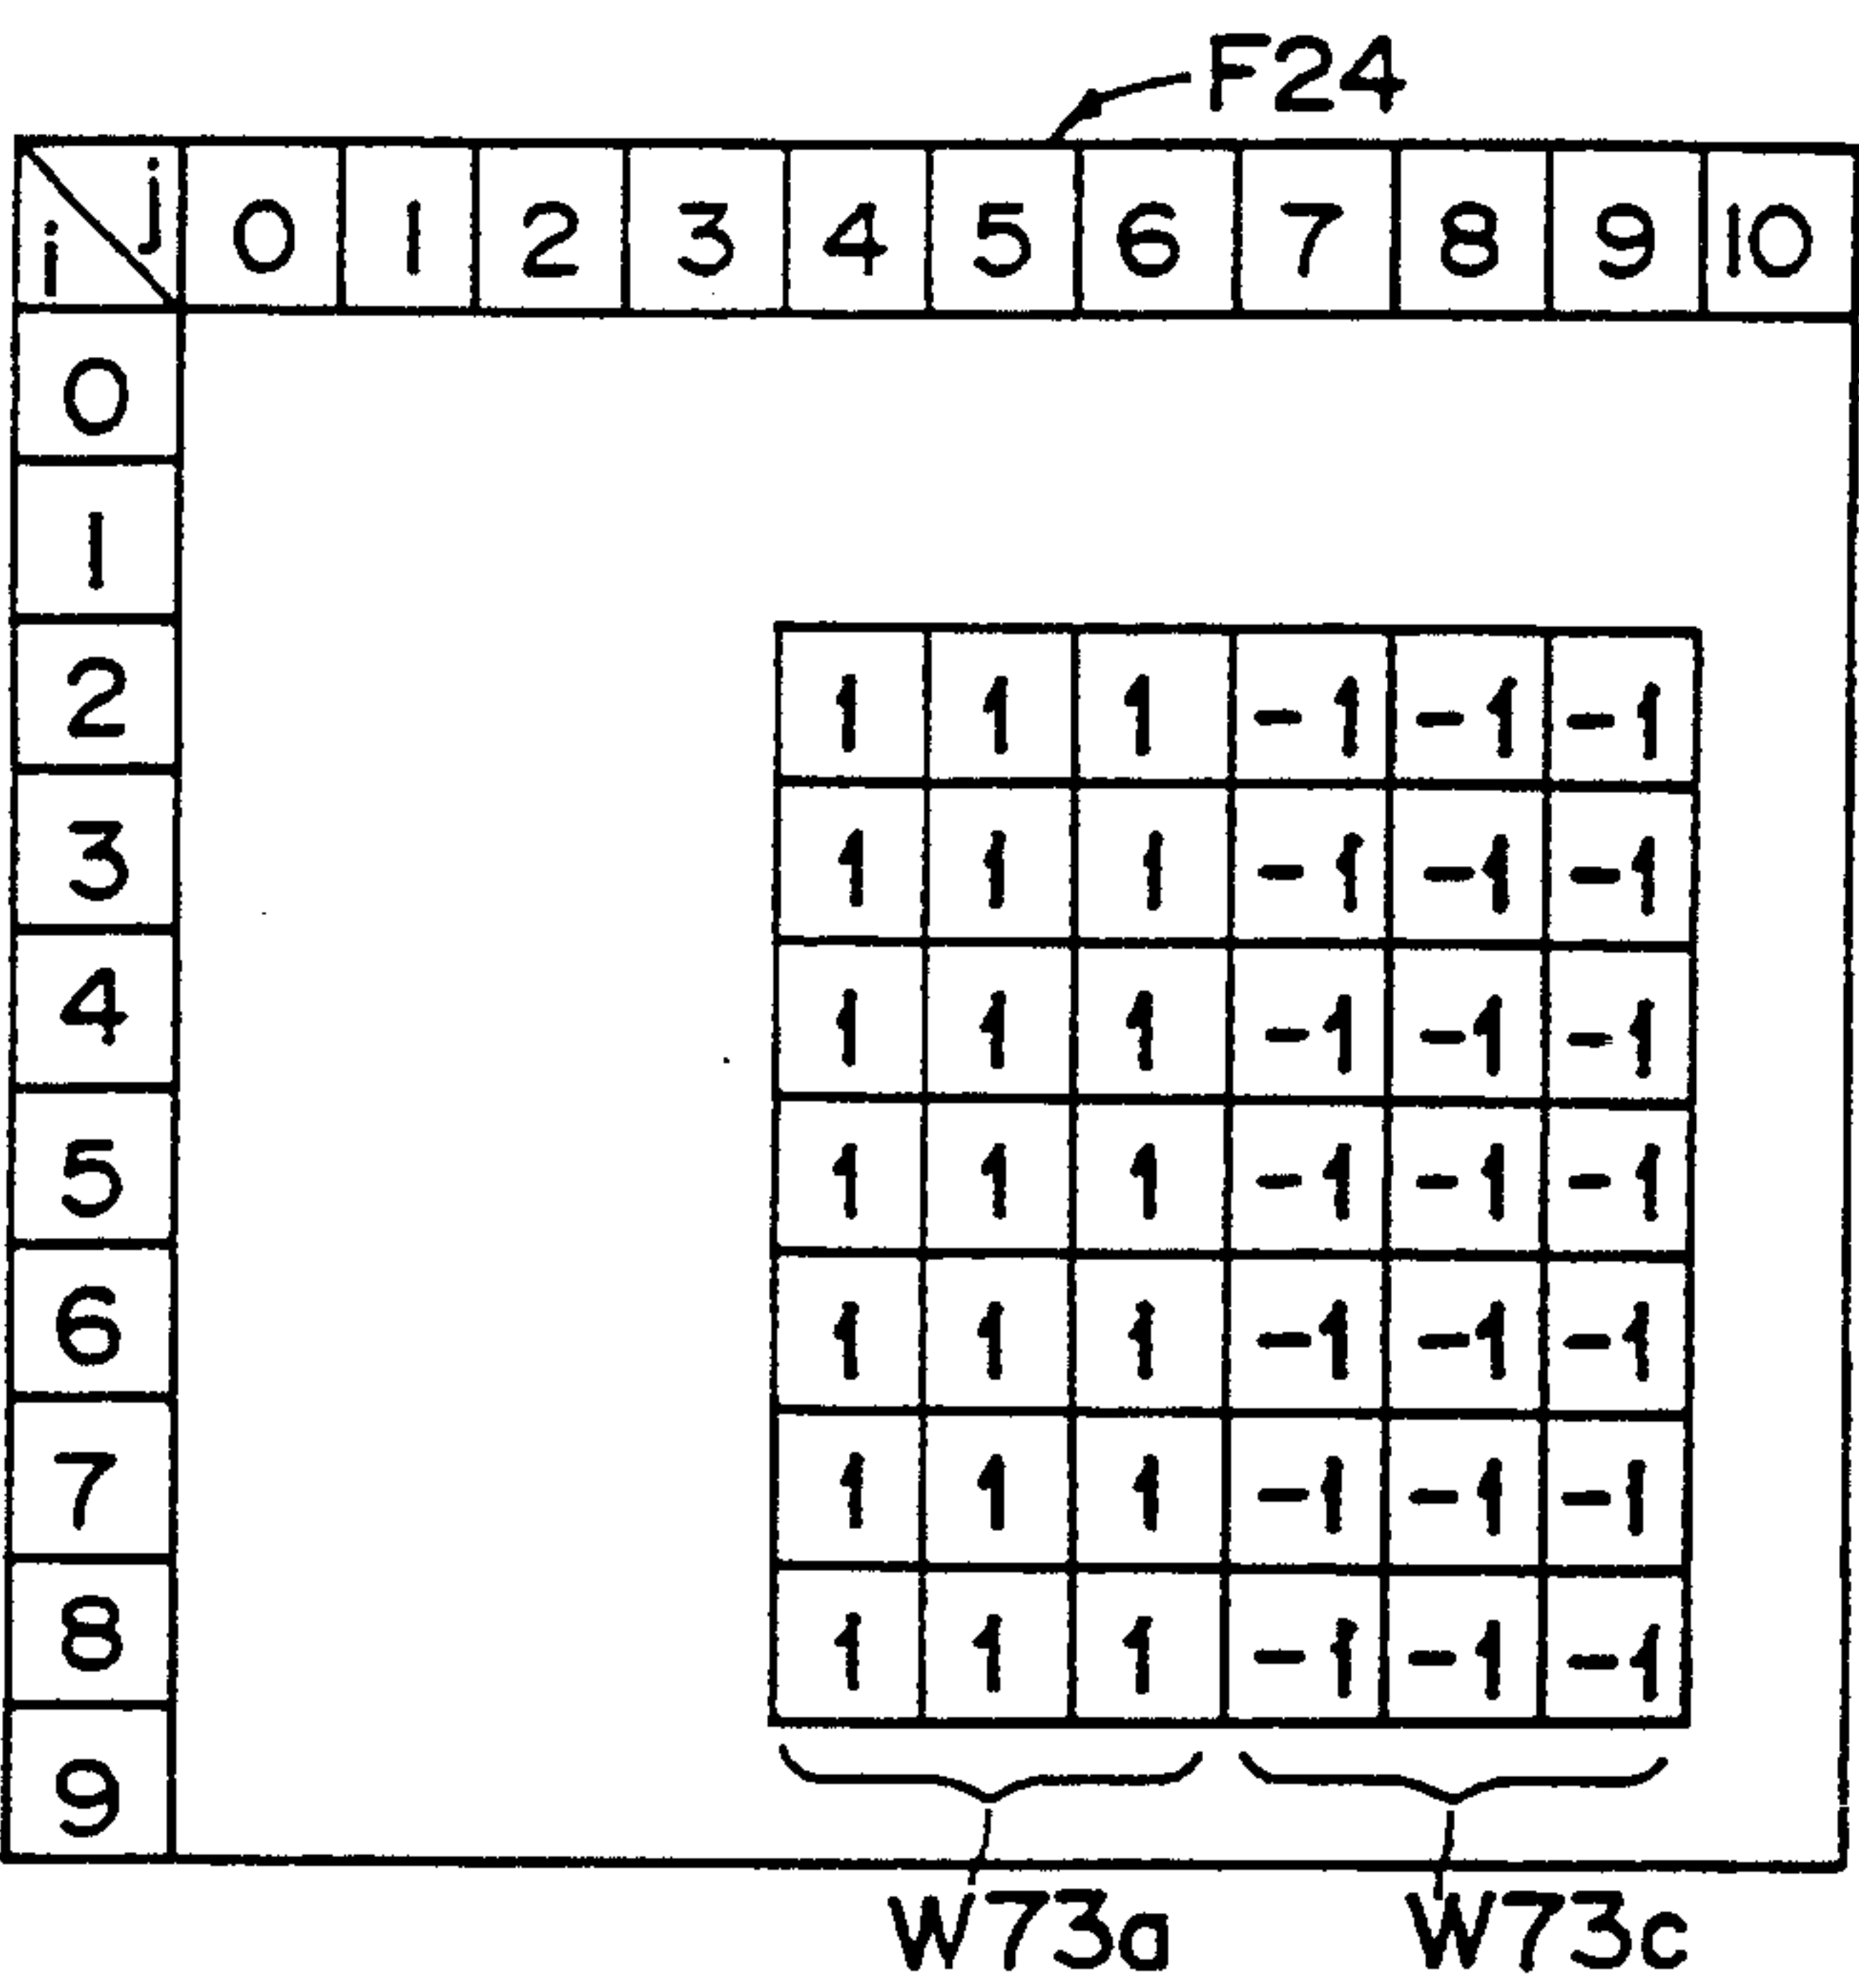 F24
j 0 1 2 3 4 5 6 7 8 9 10
i
0
1
2 1 1 1 -1 -1 -1
3 1 1 1 -1 -1 -1
4 1 1 1 -1 -1 -1
5 1 1 1 -1 -1 -1
6 1 1 1 -1 -1 -1
7 1 1 1 -1 -1 -1
8 1 1 1 -1 -1 -1
9
W73a W73c